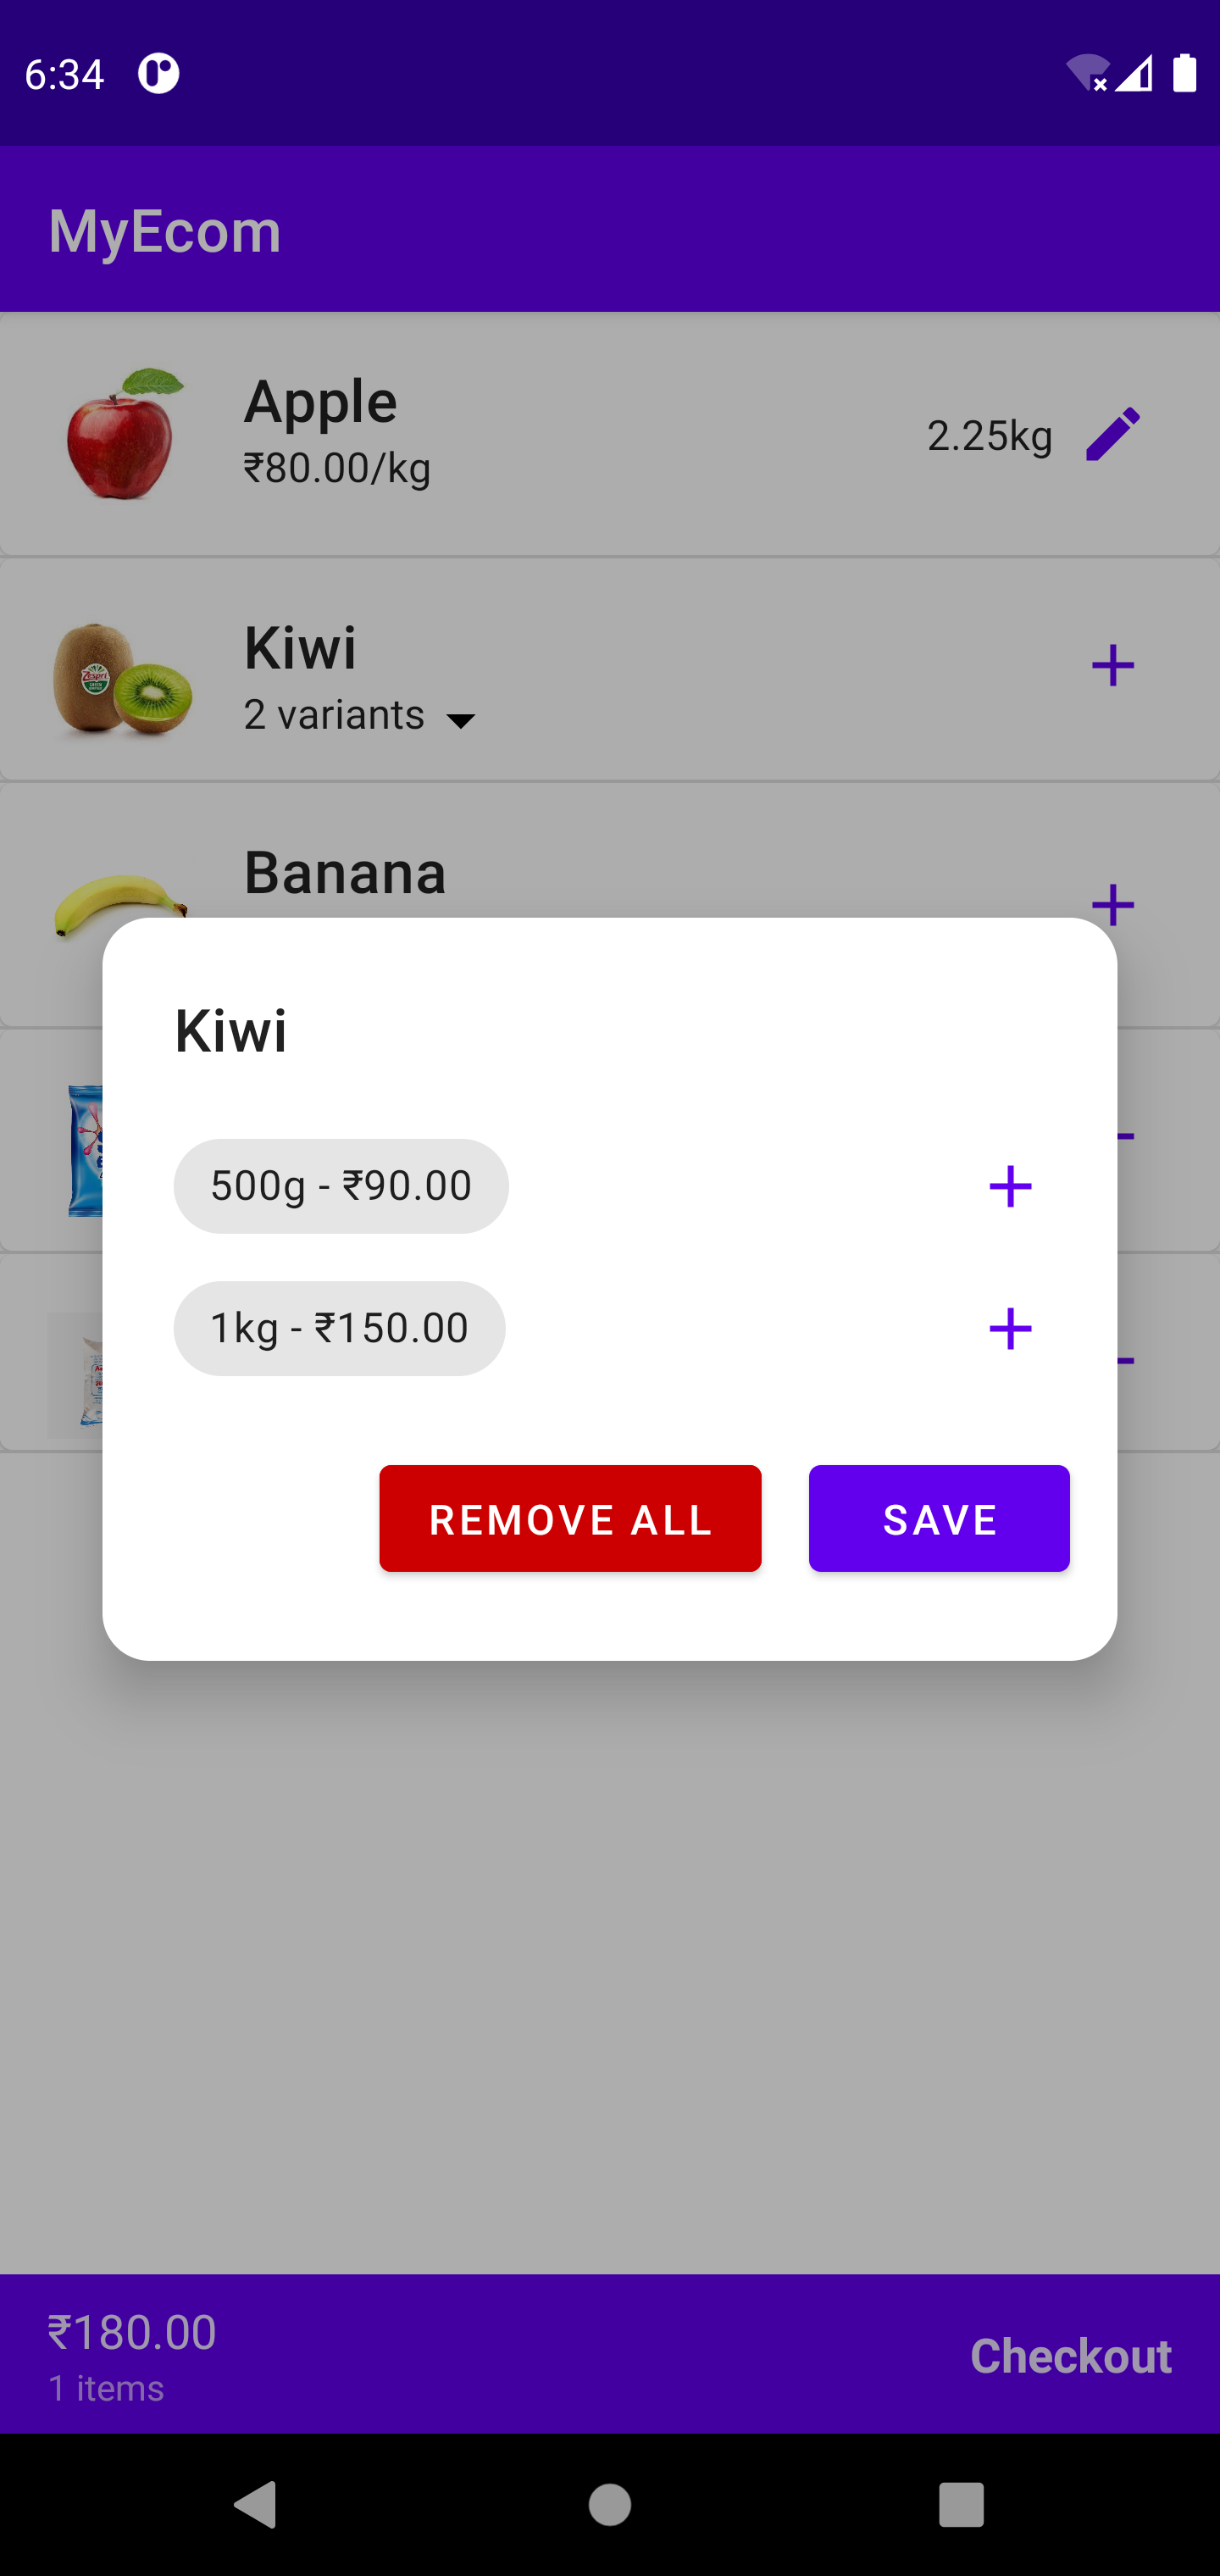 6:34
MyEcom
Apple
₹80.00/kg
2.25kg
Kiwi
2 variants
Banana
Kiwi
500g - ₹90.00
1kg - ₹150.00
REMOVE ALL
SAVE
₹180.00
1 items
Checkout